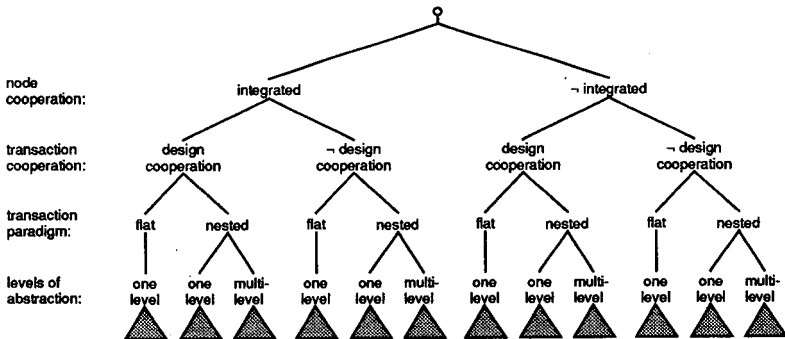 node
cooperation:
integrated
¬ integrated
transaction
cooperation:
design
cooperation
¬ design
cooperation
design
cooperation
¬ design
cooperation
transaction
paradigm:
flat
nested
flat
nested
flat
nested
flat
nested
levels of
abstraction:
one
level
one
level
multi-
level
one
level
one
level
multi-
level
one
level
one
level
multi-
level
one
level
one
level
multi-
level